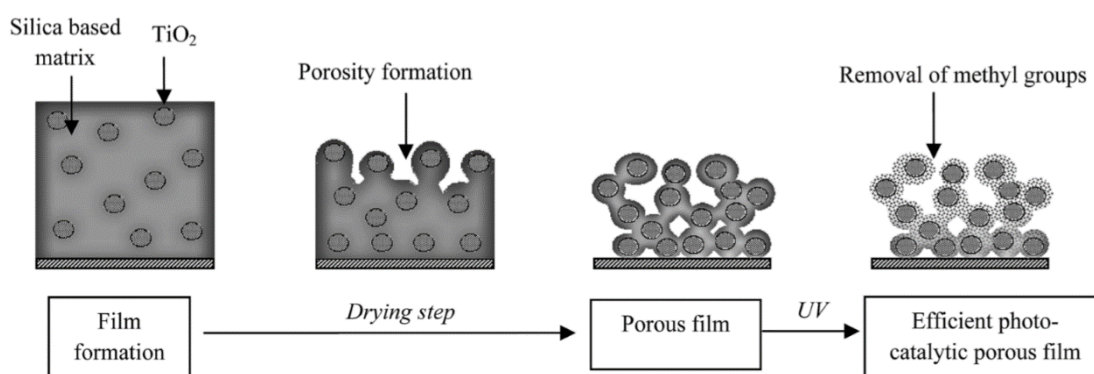 Silica based
matrix
TiO₂
Porosity formation
Removal of methyl groups
Film
formation
Drying step
Porous film
UV
Efficient photo-
catalytic porous film